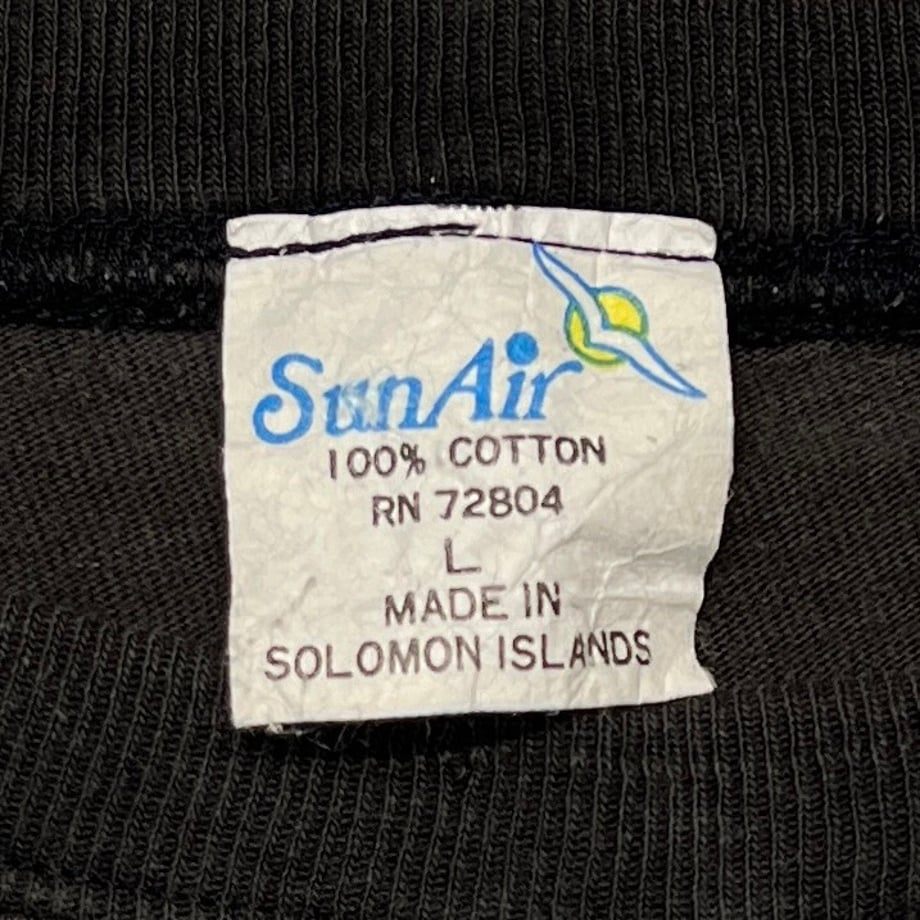 SunAir
100% COTTON
RN 72804
L
MADE IN
SOLOMON ISLANDS